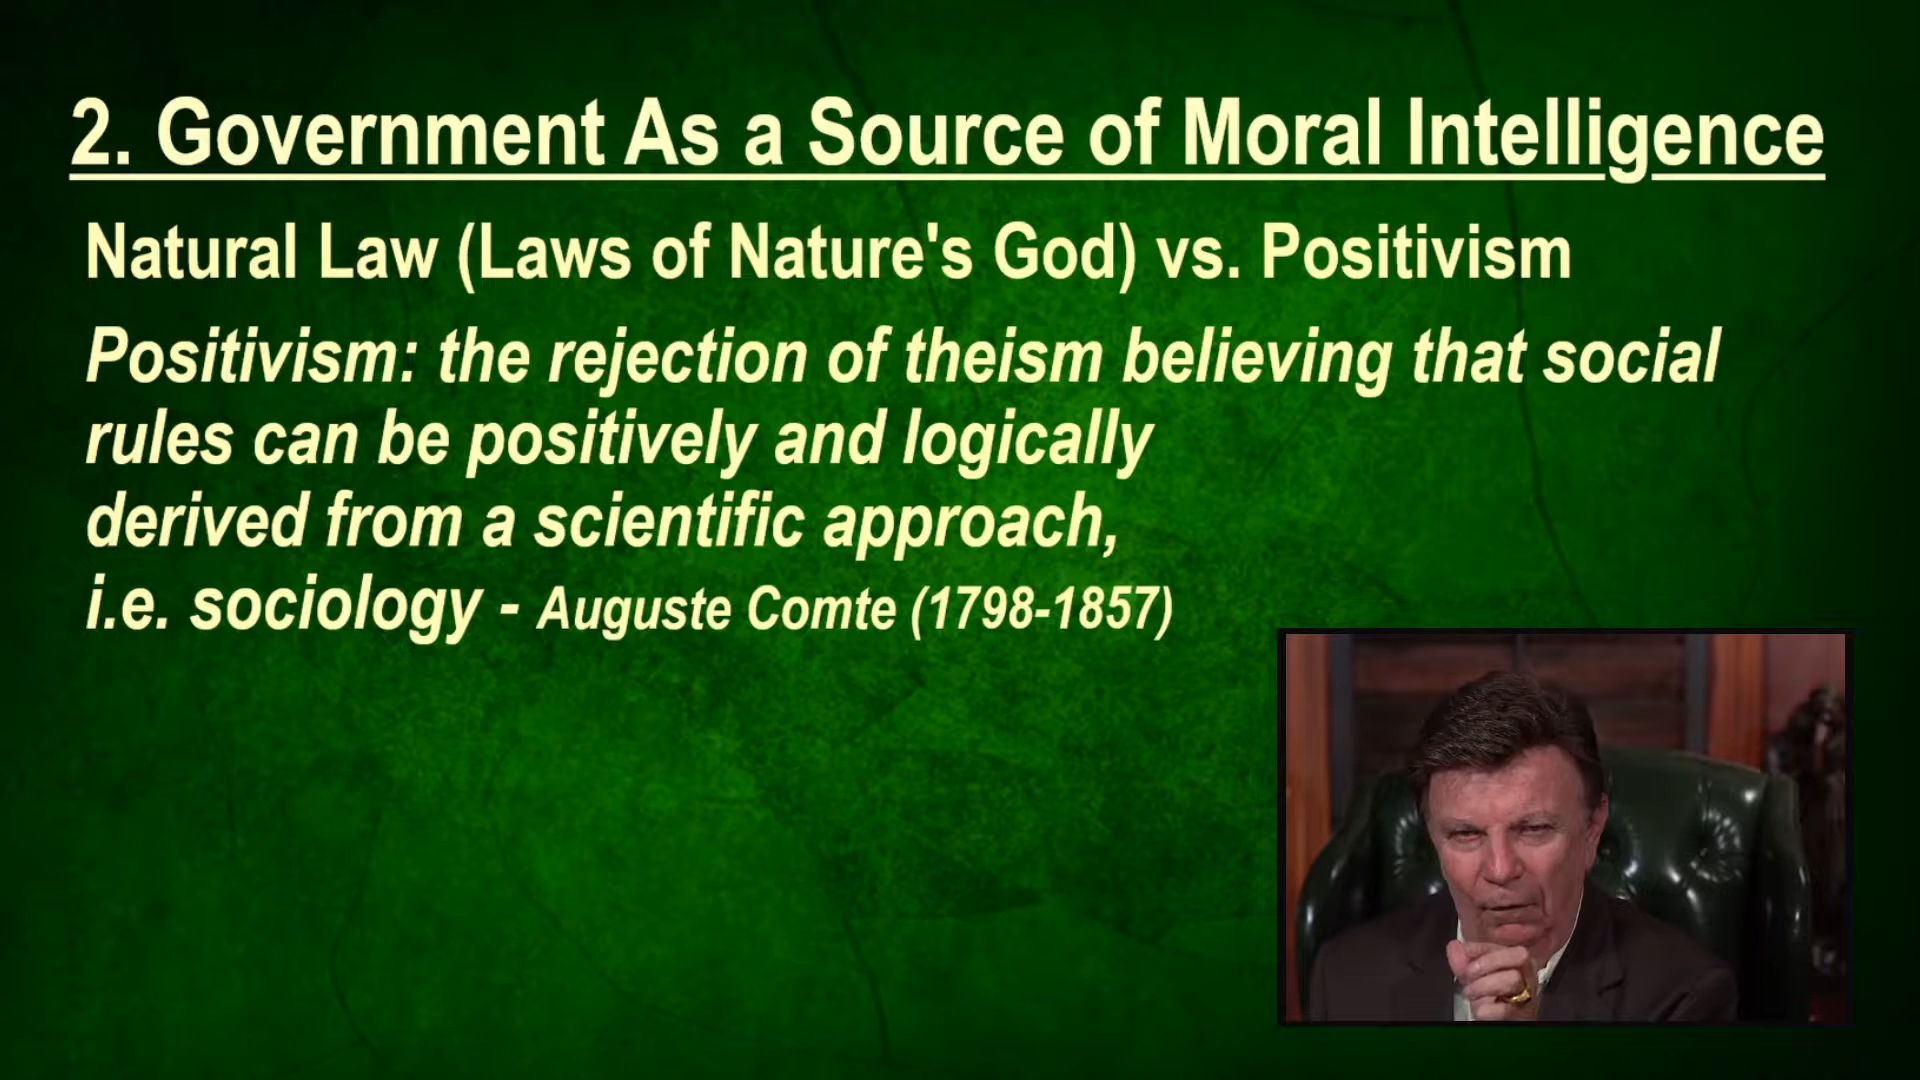 2. Government As a Source of Moral Intelligence
Natural Law (Laws of Nature's God) vs. Positivism
Positivism: the rejection of theism believing that social
rules can be positively and logically
derived from a scientific approach,
i.e. sociology - Auguste Comte (1798-1857)